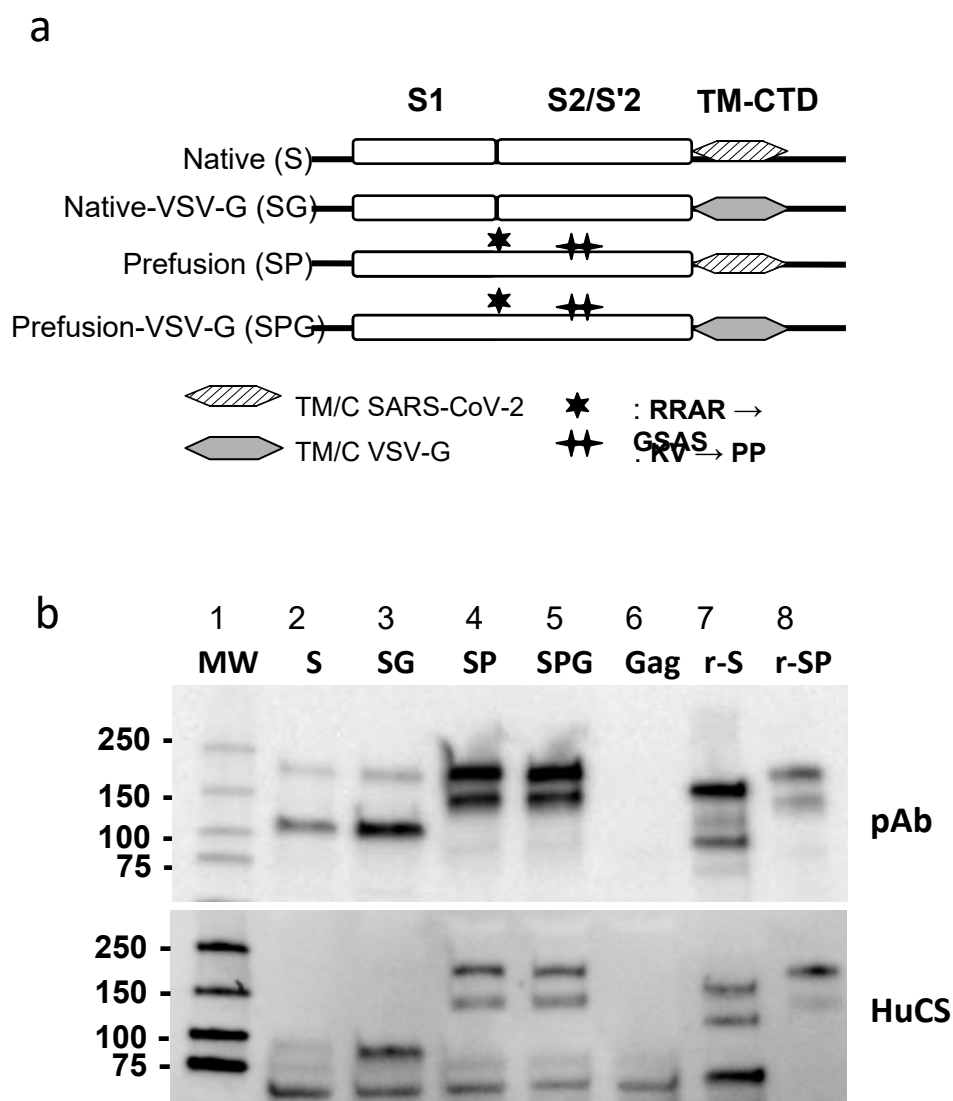 a
S1 S2/S'2 TM-CTD
Native (S)
Native-VSV-G (SG)
Prefusion (SP)
Prefusion-VSV-G (SPG)
TM/C SARS-CoV-2 : RRAR → GSAS
TM/C VSV-G : KV → PP
b
1 2 3 4 5 6 7 8
MW S SG SP SPG Gag r-S r-SP
250 -
150 -
100 -
75 -
pAb
250 -
150 -
100 -
75 -
HuCS